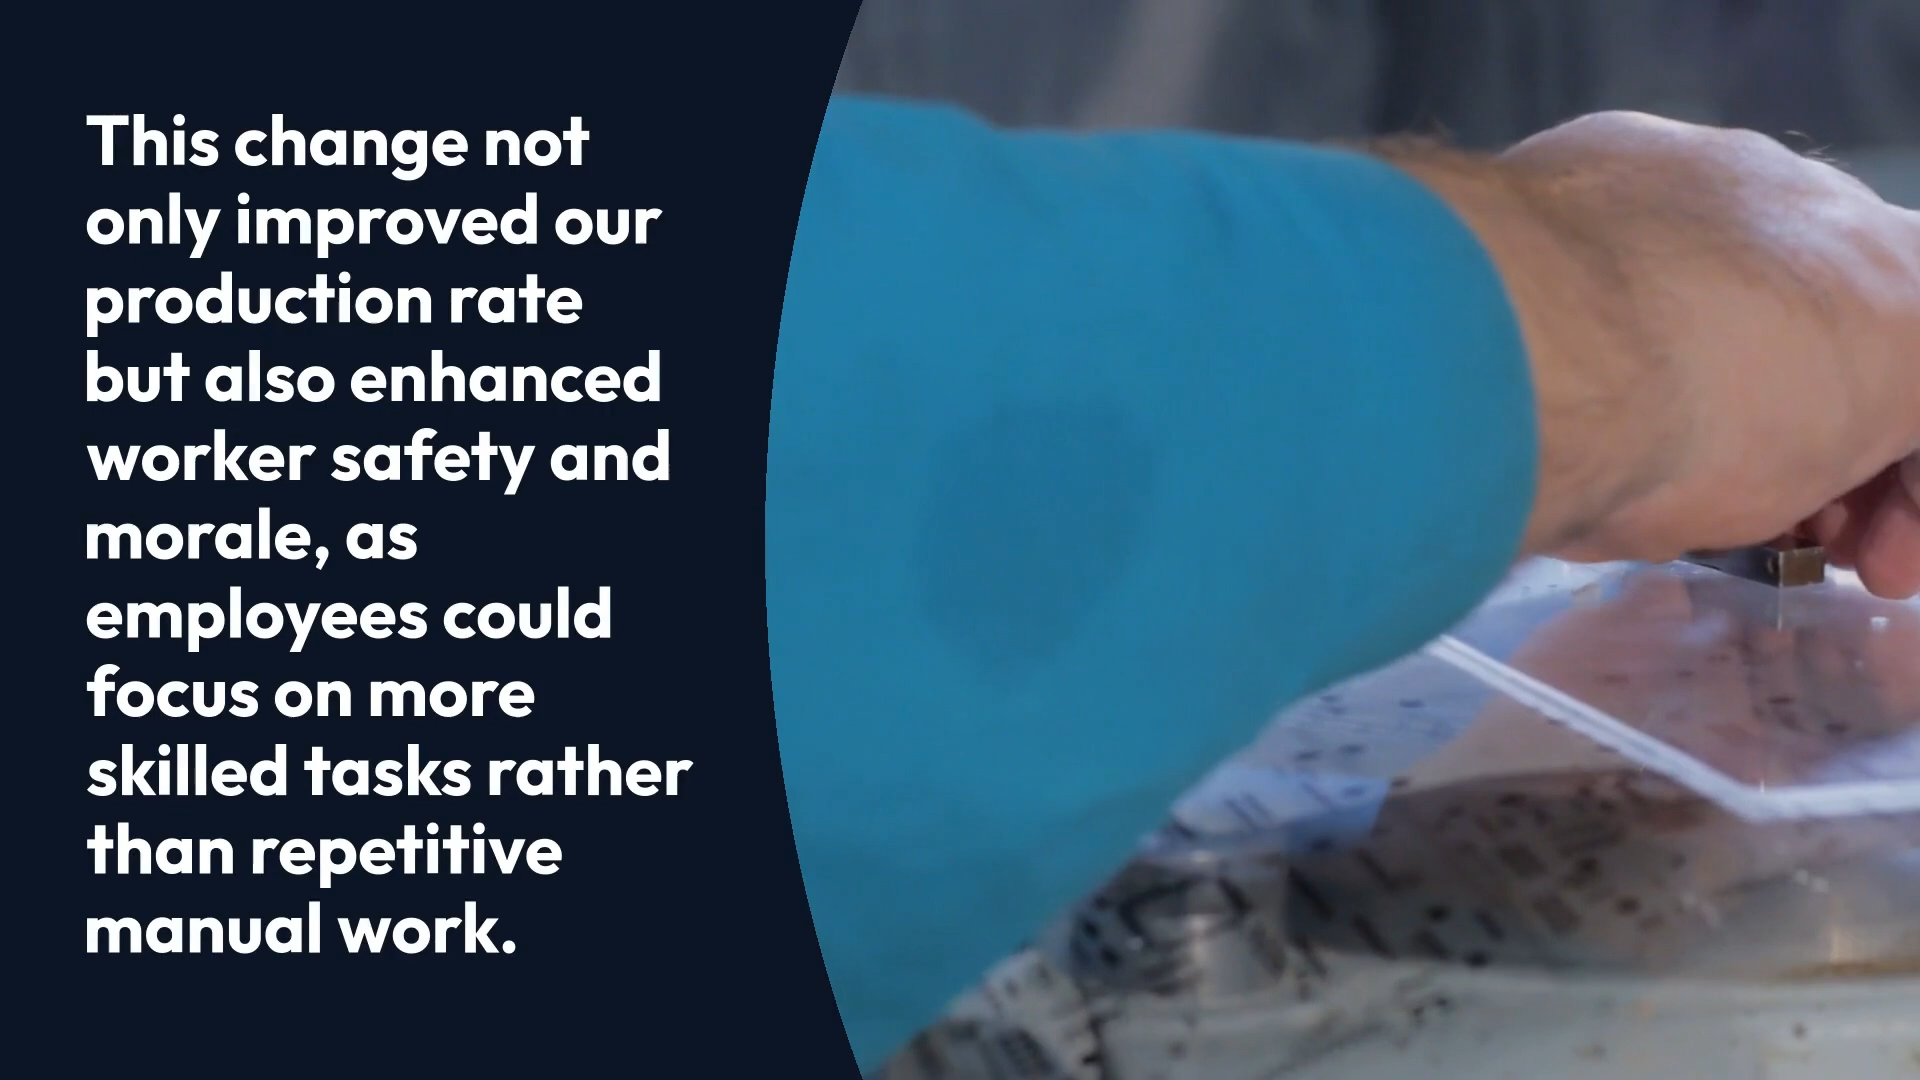 This change not
only improved our
production rate
but also enhanced
worker safety and
morale, as
employees could
focus on more
skilled tasks rather
than repetitive
manual work.